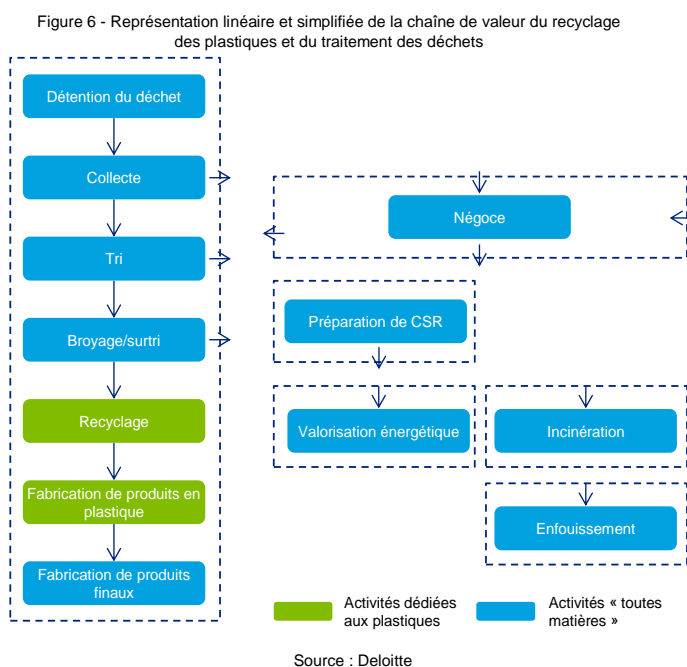 Figure 6 - Représentation linéaire et simplifiée de la chaîne de valeur du recyclage
des plastiques et du traitement des déchets
Détention du déchet
Collecte
Tri
Broyage/surtri
Recyclage
Fabrication de produits en
plastique
Fabrication de produits
finaux
Négoce
Préparation de CSR
Valorisation énergétique
Incinération
Enfouissement
Activités dédiées
aux plastiques
Activités « toutes
matières »
Source : Deloitte